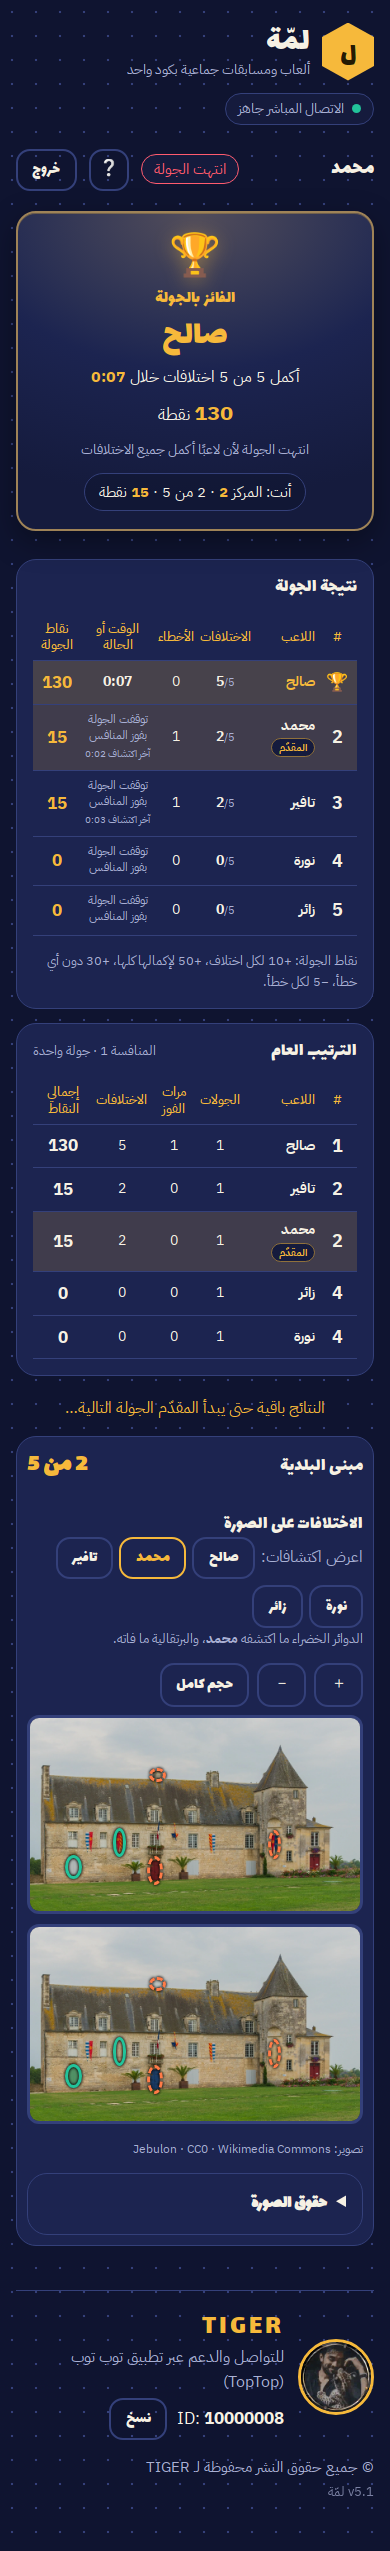 ل
لمّة
ألعاب ومسابقات جماعية بكود واحد
الاتصال المباشر جاهز
محمد
انتهت الجولة
?
خروج
الفائز بالجولة
صالح
أكمل 5 من 5 اختلافات خلال 0:07
130 نقطة
انتهت الجولة لأن لاعبًا أكمل جميع الاختلافات
أنت: المركز 2 · 2 من 5 · 15 نقطة
نتيجة الجولة
# اللاعب الاختلافات الأخطاء الوقت أو الحالة نقاط الجولة
صالح 5/5 0 0:07 130
2 محمد المقدّم 2/5 1 توقفت الجولة بفوز المنافس آخر اكتشاف 0:02 15
3 تافير 2/5 1 توقفت الجولة بفوز المنافس آخر اكتشاف 0:03 15
4 نورة 0/5 0 توقفت الجولة بفوز المنافس 0
5 زائر 0/5 0 توقفت الجولة بفوز المنافس 0
نقاط الجولة: +10 لكل اختلاف، +50 لإكمالها كلها، +30 دون أي
خطأ، −5 لكل خطأ.
الترتيب العام
المنافسة 1 · جولة واحدة
# اللاعب الجولات مرات الفوز الاختلافات إجمالي النقاط
1 صالح 1 1 5 130
2 تافير 1 0 2 15
2 محمد المقدّم 1 0 2 15
4 زائر 1 0 0 0
4 نورة 1 0 0 0
النتائج باقية حتى يبدأ المقدّم الجولة التالية...
مبنى البلدية
2 من 5
الاختلافات على الصورة
اعرض اكتشافات: صالح محمد تافير
نورة زائر
الدوائر الخضراء ما اكتشفه محمد، والبرتقالية ما فاته.
+ − حجم كامل
تصوير: Jebulon · CC0 · Wikimedia Commons
◀ حقوق الصورة
TIGER
للتواصل والدعم عبر تطبيق توب توب
(TopTop)
ID: 10000008 نسخ
© جميع حقوق النشر محفوظة لـ TIGER
لمّة v5.1